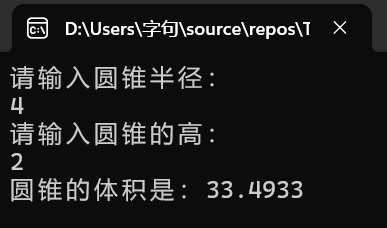 D:\Users\字句\source\repos\T
请输入圆锥半径：
4
请输入圆锥的高：
2
圆锥的体积是：33.4933